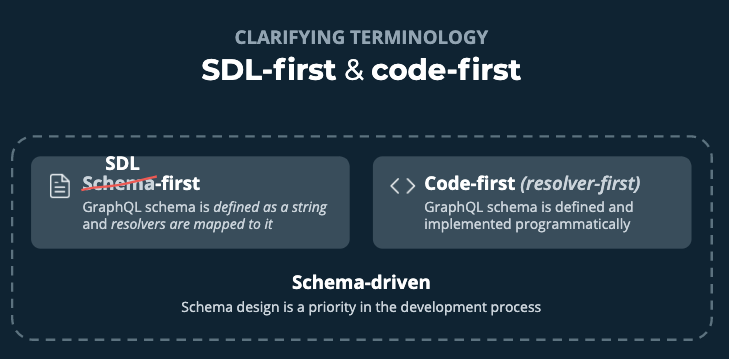 CLARIFYING TERMINOLOGY
SDL-first & code-first
SDL
Schema-first
GraphQL schema is defined as a string
and resolvers are mapped to it
Code-first (resolver-first)
GraphQL schema is defined and
implemented programmatically
Schema-driven
Schema design is a priority in the development process